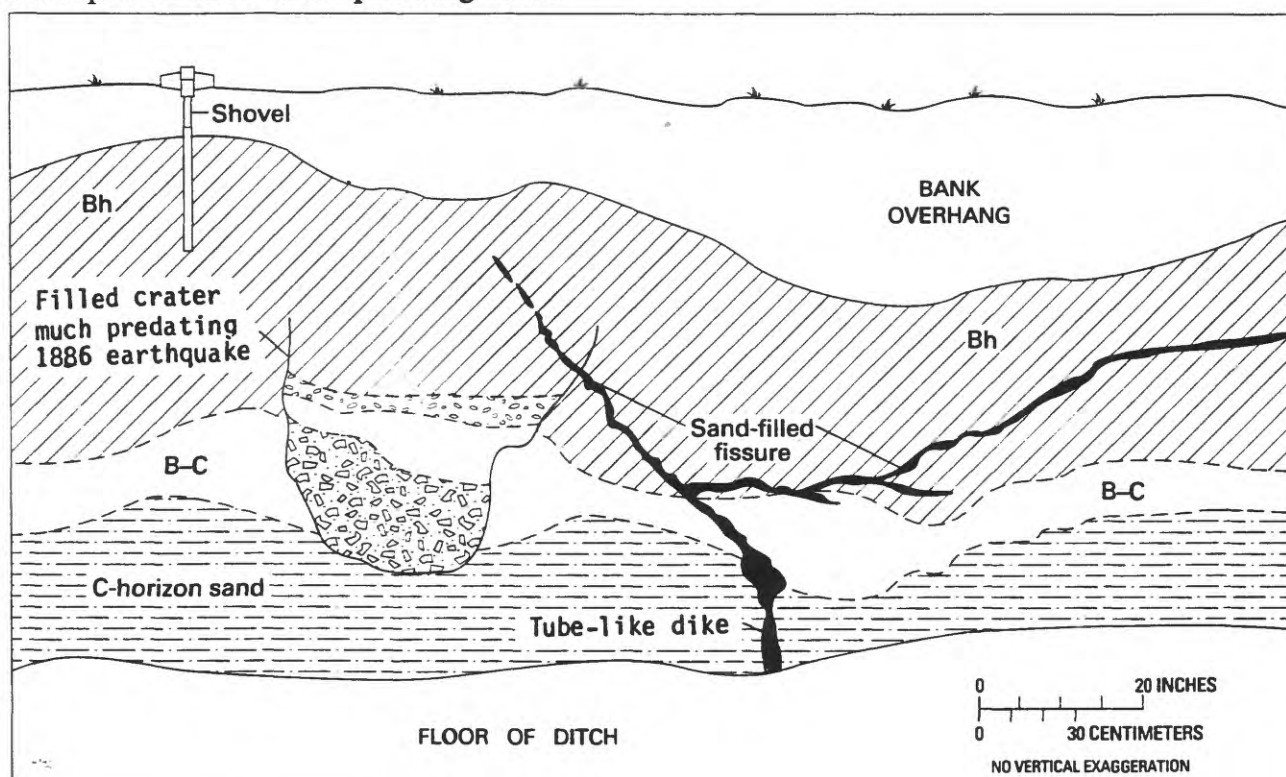 Shovel
Bh
BANK
OVERHANG
Filled crater
much predating
1886 earthquake
Bh
Sand-filled
fissure
B–C
B–C
C-horizon sand
Tube-like dike
0 20 INCHES
0 30 CENTIMETERS
FLOOR OF DITCH
NO VERTICAL EXAGGERATION